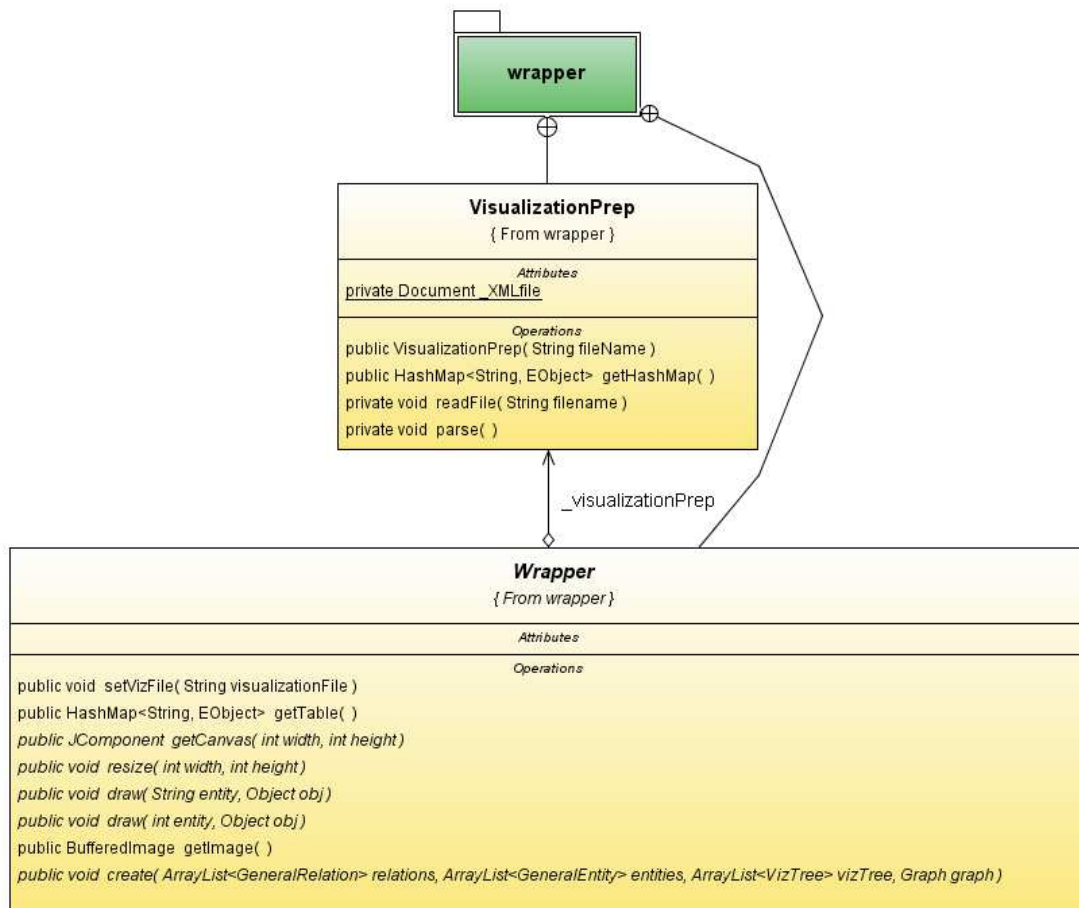 wrapper
VisualizationPrep
{ From wrapper }
Attributes
private Document _XMLfile
Operations
public VisualizationPrep( String fileName )
public HashMap<String, EObject> getHashMap( )
private void readFile( String filename )
private void parse( )
_visualizationPrep
Wrapper
{ From wrapper }
Attributes
Operations
public void setVizFile( String visualizationFile )
public HashMap<String, EObject> getTable( )
public JComponent getCanvas( int width, int height )
public void resize( int width, int height )
public void draw( String entity, Object obj )
public void draw( int entity, Object obj )
public BufferedImage getImage( )
public void create( ArrayList<GeneralRelation> relations, ArrayList<GeneralEntity> entities, ArrayList<VizTree> vizTree, Graph graph )